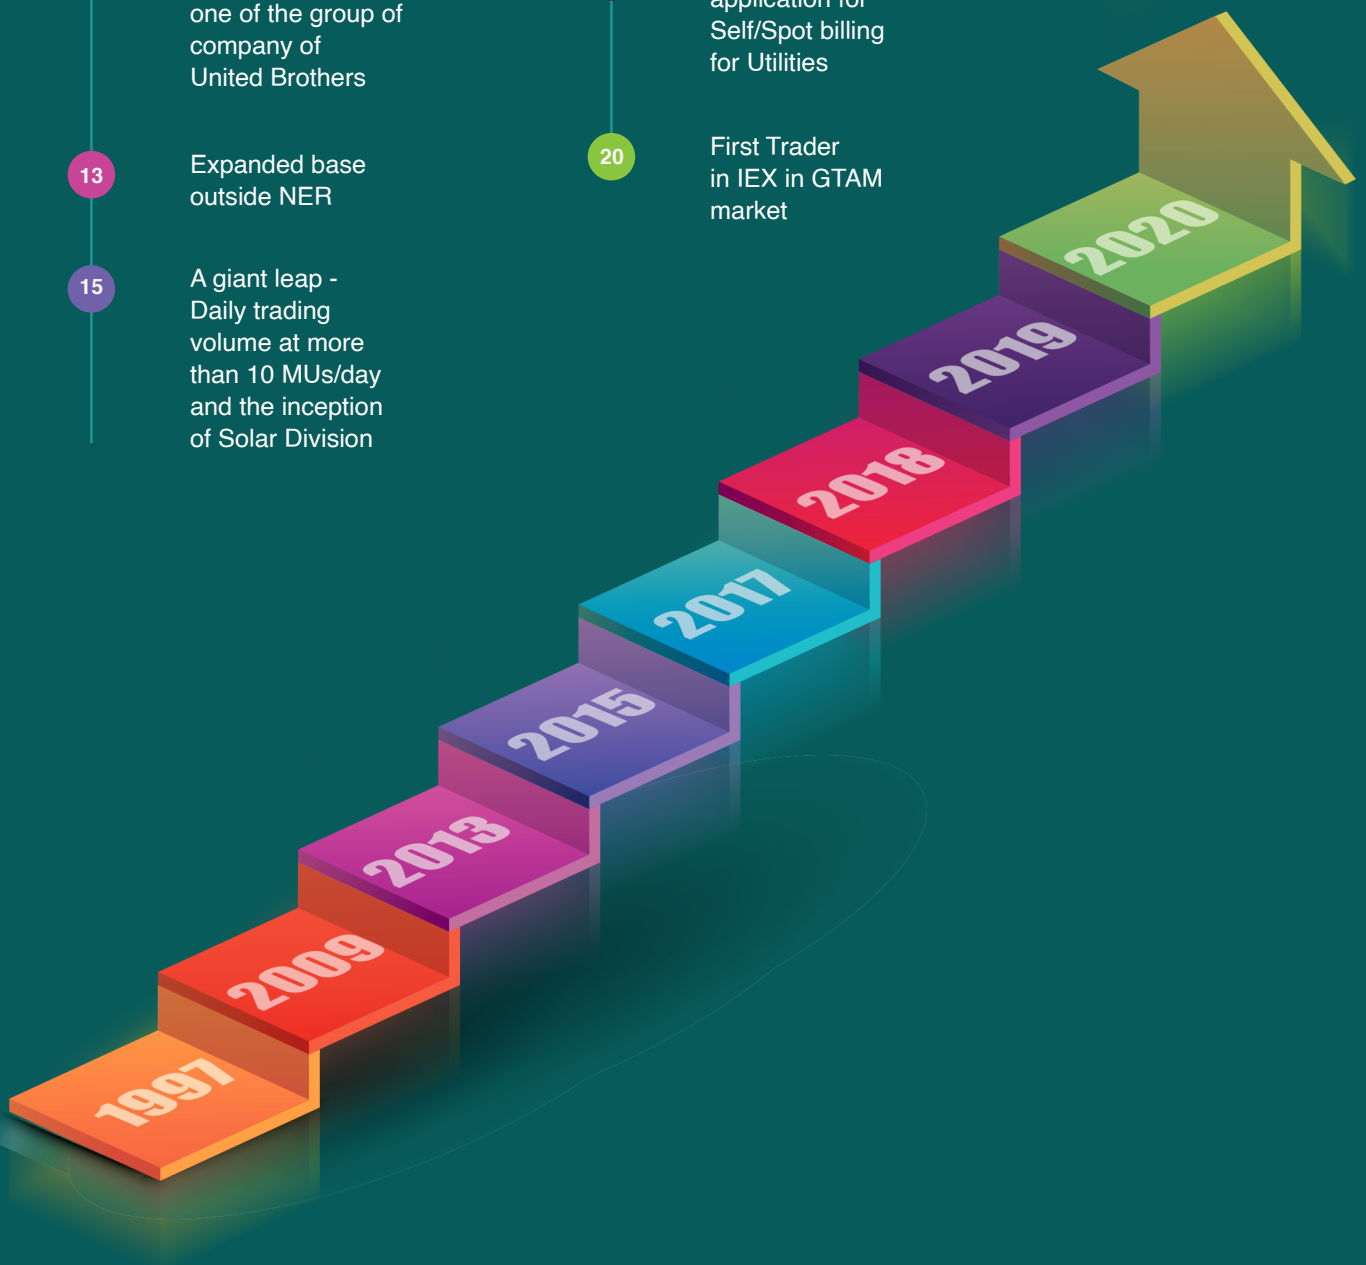 one of the group of
company of
United Brothers
13
Expanded base
outside NER
15
A giant leap -
Daily trading
volume at more
than 10 MUs/day
and the inception
of Solar Division
application for
Self/Spot billing
for Utilities
20
First Trader
in IEX in GTAM
market
2020
2019
2018
2017
2015
2013
2009
1997